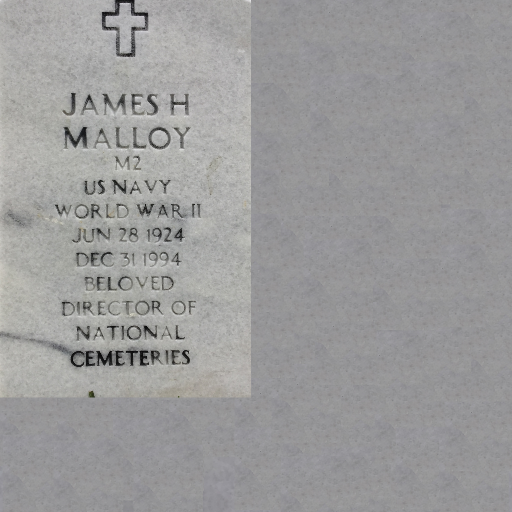 JAMES H
MALLOY
M2
US NAVY
WORLD WAR II
JUN 28 1924
DEC 31 1994
BELOVED
DIRECTOR OF
NATIONAL
CEMETERIES